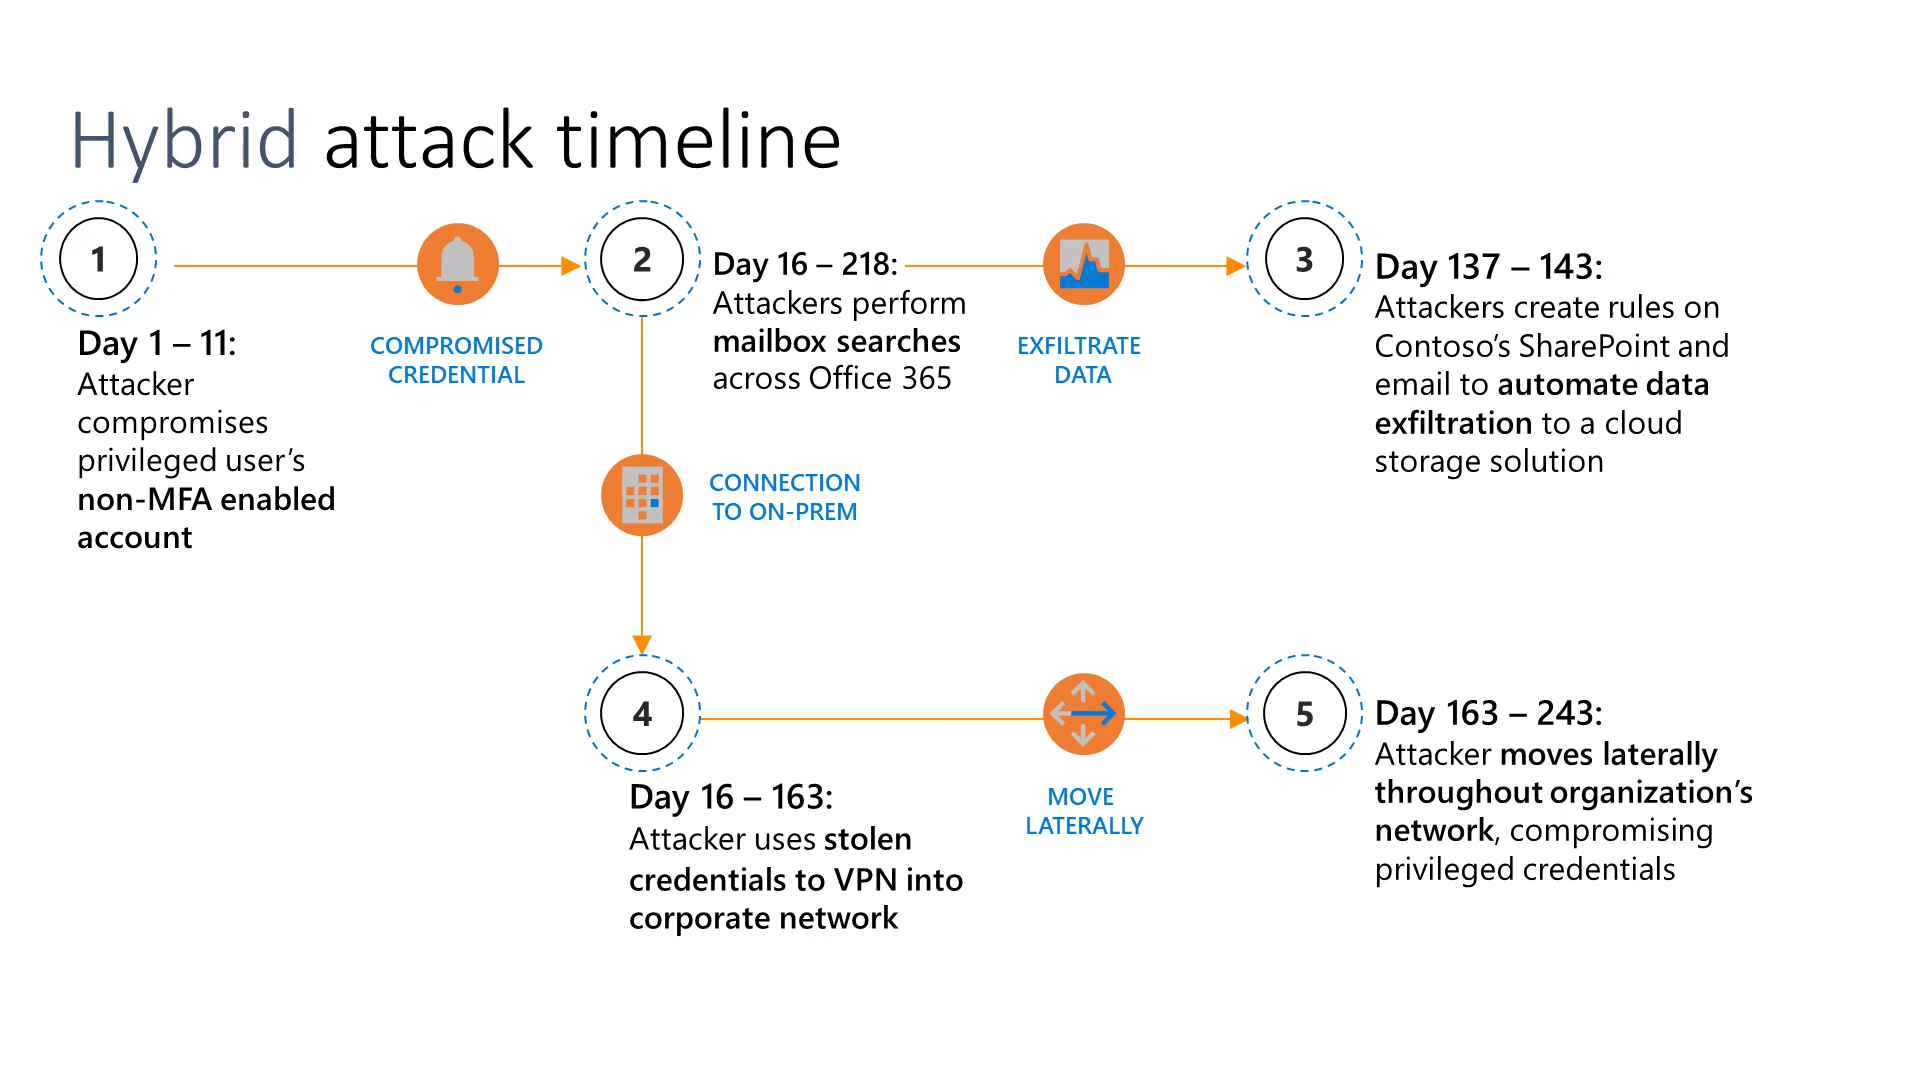 Hybrid attack timeline
1
Day 1 – 11:
Attacker
compromises
privileged user’s
non-MFA enabled
account
COMPROMISED
CREDENTIAL
2
Day 16 – 218:
Attackers perform
mailbox searches
across Office 365
EXFILTRATE
DATA
3
Day 137 – 143:
Attackers create rules on
Contoso’s SharePoint and
email to automate data
exfiltration to a cloud
storage solution
CONNECTION
TO ON-PREM
4
Day 16 – 163:
Attacker uses stolen
credentials to VPN into
corporate network
MOVE
LATERALLY
5
Day 163 – 243:
Attacker moves laterally
throughout organization’s
network, compromising
privileged credentials